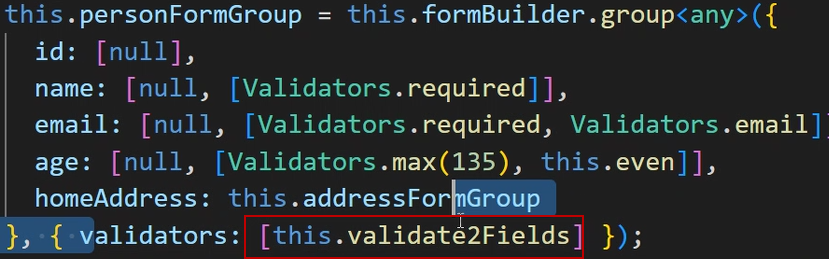 this.personFormGroup = this.formBuilder.group<any>({
id: [null],
name: [null, [Validators.required]],
email: [null, [Validators.required, Validators.email]]
age: [null, [Validators.max(135), this.even]],
homeAddress: this.addressFormGroup
}, { validators: [this.validate2Fields] });